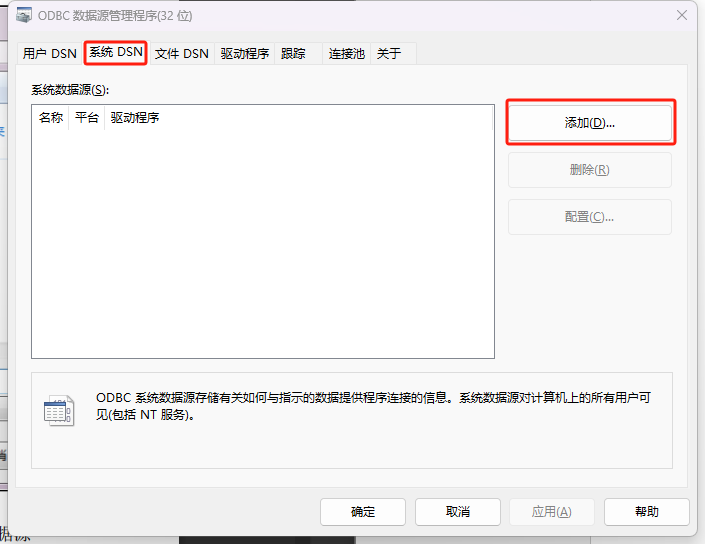 ODBC 数据源管理程序(32 位)
用户 DSN 系统 DSN 文件 DSN 驱动程序 跟踪 连接池 关于
系统数据源(S):
名称 平台 驱动程序
添加(D)...
删除(R)
配置(C)...
ODBC 系统数据源存储有关如何与指示的数据提供程序连接的信息。系统数据源对计算机上的所有用户可
见(包括 NT 服务)。
确定 取消 应用(A) 帮助